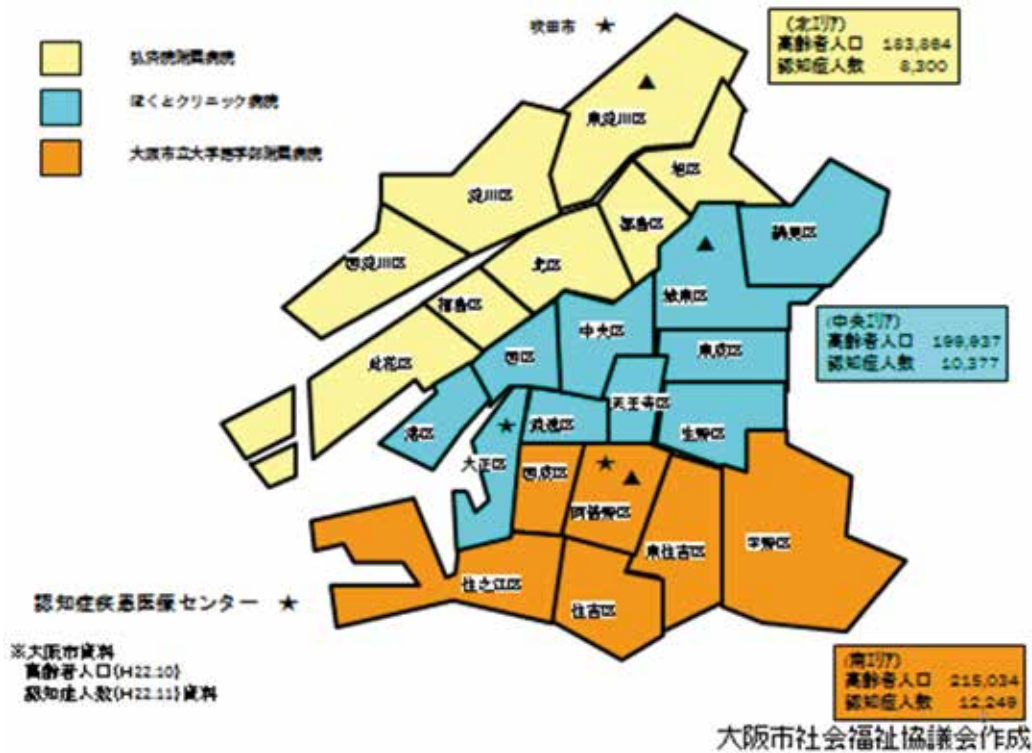 吹田市 ★
(北エリア)
高齢者人口 183,864
認知症人数 8,300
弘済院附属病院
ほくとクリニック病院
大阪市立大学医学部附属病院
東淀川区
旭区
淀川区
都島区
鶴見区
西淀川区
北区
城東区
福島区
中央区
(中央エリア)
高齢者人口 199,937
認知症人数 10,377
西区
東成区
此花区
天王寺区
港区
浪速区
生野区
大正区
西成区
阿倍野区
東住吉区
平野区
住之江区
住吉区
認知症疾患医療センター ★
※大阪市資料
高齢者人口(H22.10)
認知症人数(H22.11)資料
(南エリア)
高齢者人口 215,034
認知症人数 12,249
大阪市社会福祉協議会作成